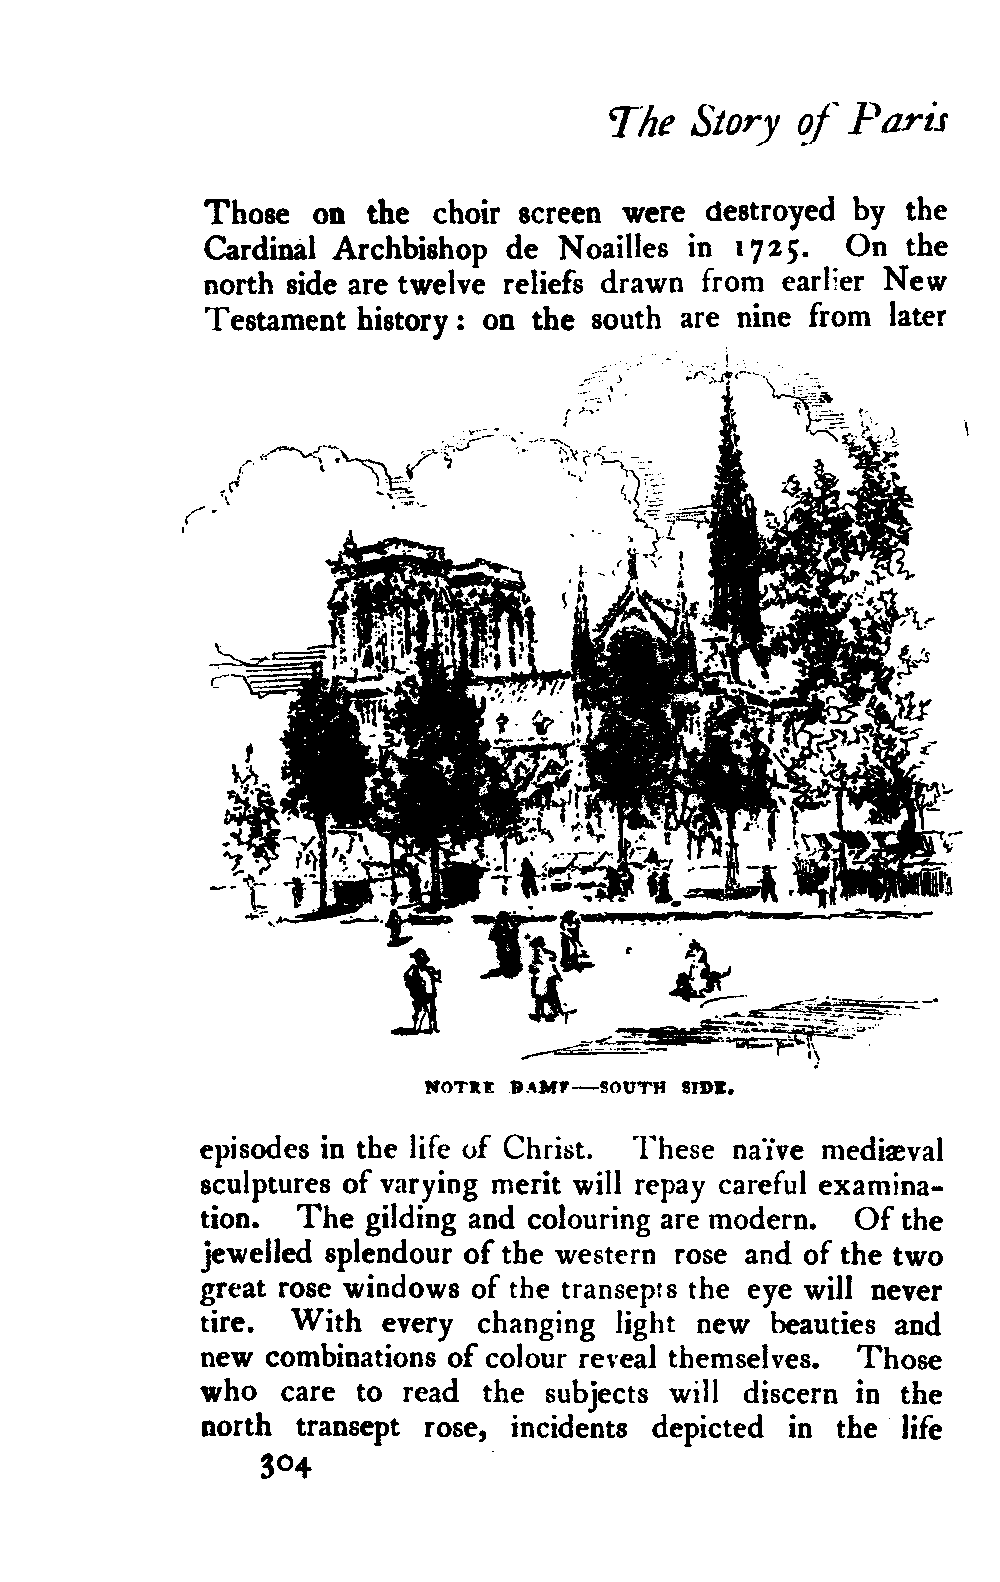 The Story of Paris
Those on the choir screen were destroyed by the
Cardinal Archbishop de Noailles in 1725. On the
north side are twelve reliefs drawn from earlier New
Testament history: on the south are nine from later
NOTRE DAME—SOUTH SIDE.
episodes in the life of Christ. These naïve mediæval
sculptures of varying merit will repay careful examina-
tion. The gilding and colouring are modern. Of the
jewelled splendour of the western rose and of the two
great rose windows of the transepts the eye will never
tire. With every changing light new beauties and
new combinations of colour reveal themselves. Those
who care to read the subjects will discern in the
north transept rose, incidents depicted in the life
304